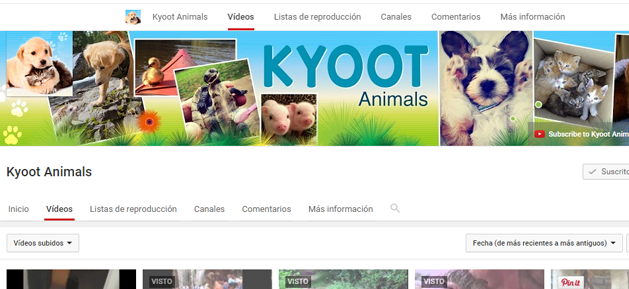 Kyoot Animals Vídeos Listas de reproducción Canales Comentarios Más información
KYOOT
Animals
Subscribe to Kyoot Anim
Kyoot Animals
Suscrito
Inicio Vídeos Listas de reproducción Canales Comentarios Más información
Vídeos subidos Fecha (de más recientes a más antiguos)
VISTO VISTO VISTO Pin it